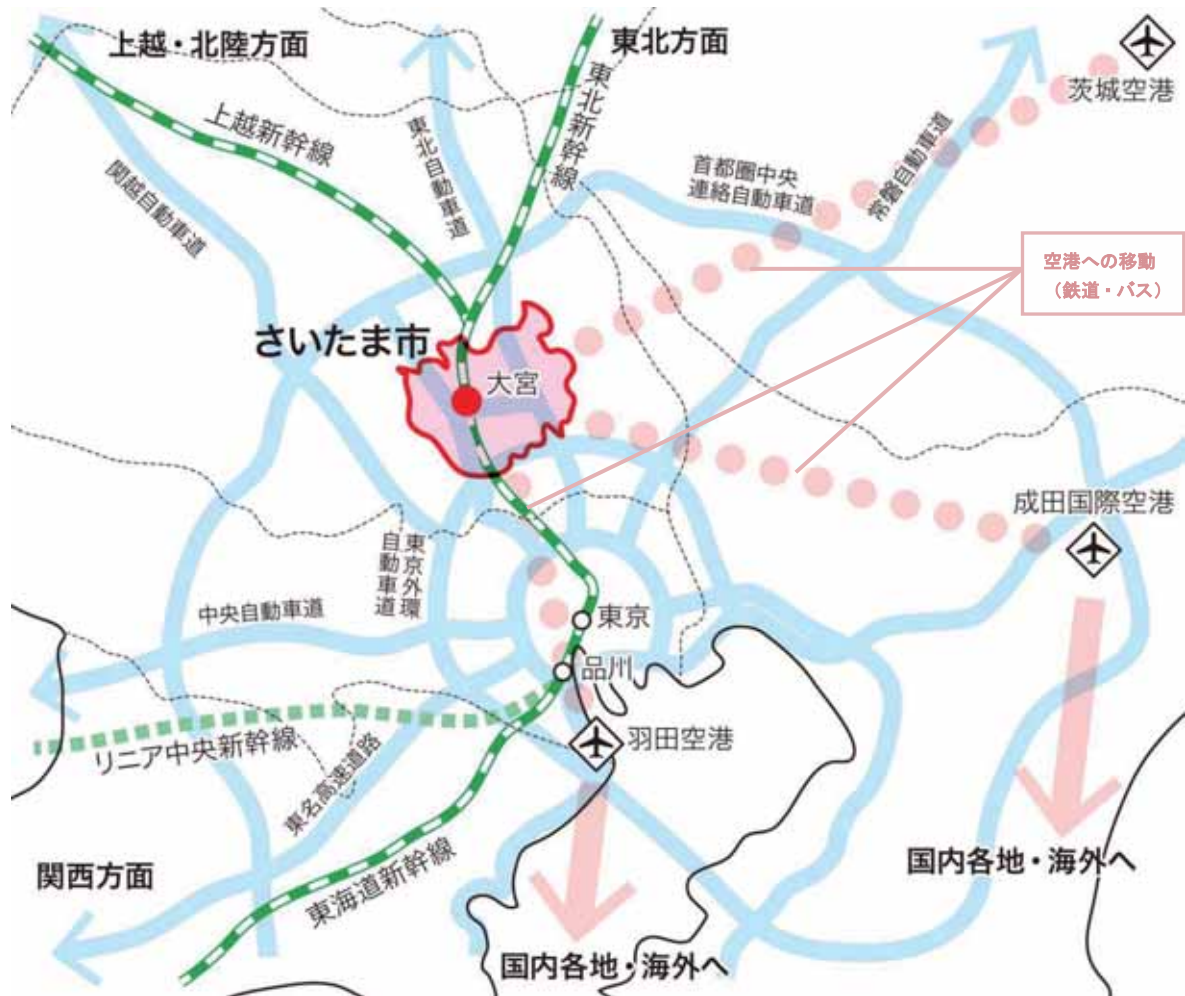 上越・北陸方面
東北方面
茨城空港
上越新幹線
東北新幹線
東北自動車道
関越自動車道
首都圏中央
連絡自動車道
常磐自動車道
空港への移動
（鉄道・バス）
さいたま市
大宮
成田国際空港
東京外環
自動車道
中央自動車道
東京
品川
羽田空港
リニア中央新幹線
東名高速道路
関西方面
東海道新幹線
国内各地・海外へ
国内各地・海外へ